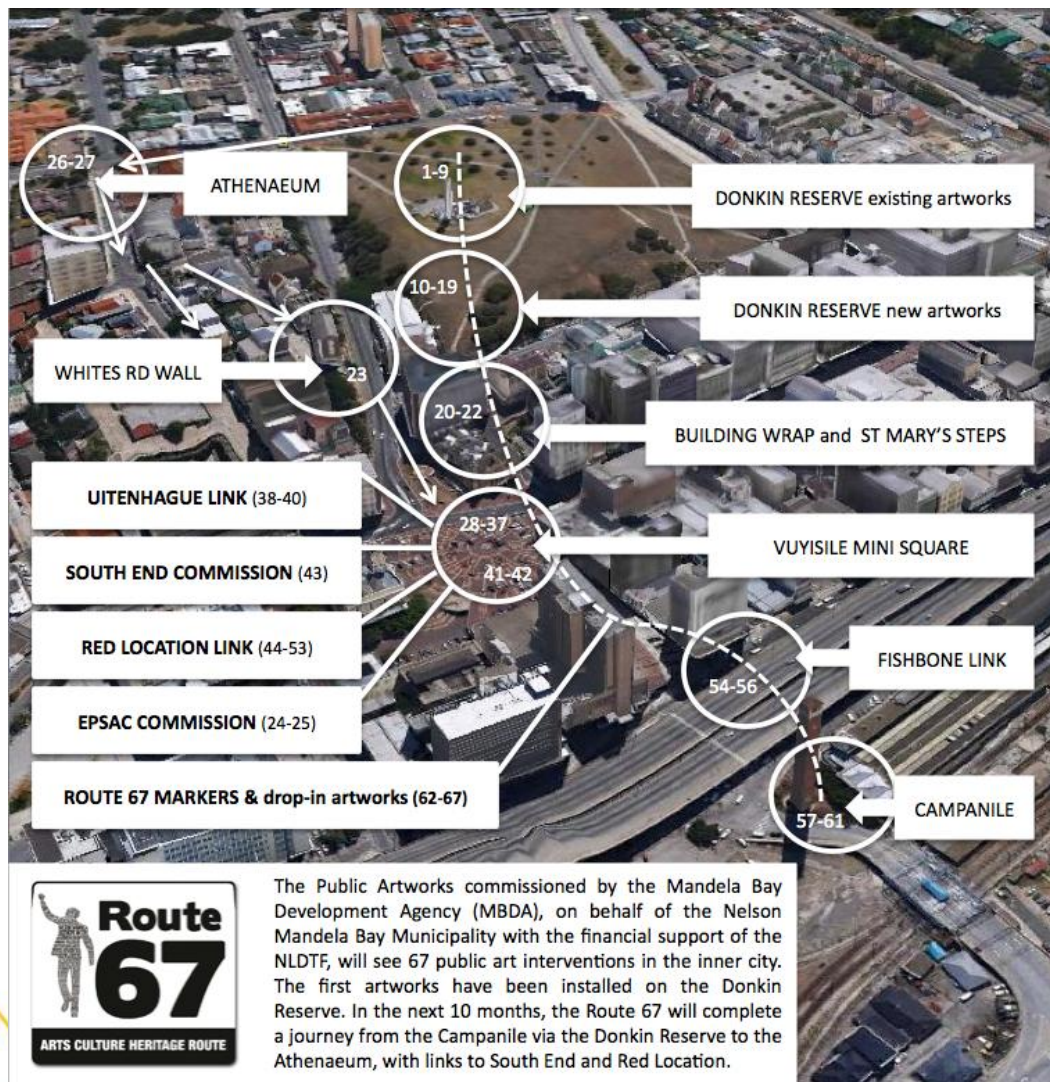 26-27
ATHENAEUM
1-9
DONKIN RESERVE existing artworks
10-19
DONKIN RESERVE new artworks
WHITES RD WALL
23
20-22
BUILDING WRAP and ST MARY'S STEPS
UITENHAGUE LINK (38-40)
28-37
VUYISILE MINI SQUARE
SOUTH END COMMISSION (43)
41-42
RED LOCATION LINK (44-53)
FISHBONE LINK
54-56
EPSAC COMMISSION (24-25)
ROUTE 67 MARKERS & drop-in artworks (62-67)
CAMPANILE
57-61
Route
67
ARTS CULTURE HERITAGE ROUTE
The Public Artworks commissioned by the Mandela Bay
Development Agency (MBDA), on behalf of the Nelson
Mandela Bay Municipality with the financial support of the
NLDTF, will see 67 public art interventions in the inner city.
The first artworks have been installed on the Donkin
Reserve. In the next 10 months, the Route 67 will complete
a journey from the Campanile via the Donkin Reserve to the
Athenaeum, with links to South End and Red Location.